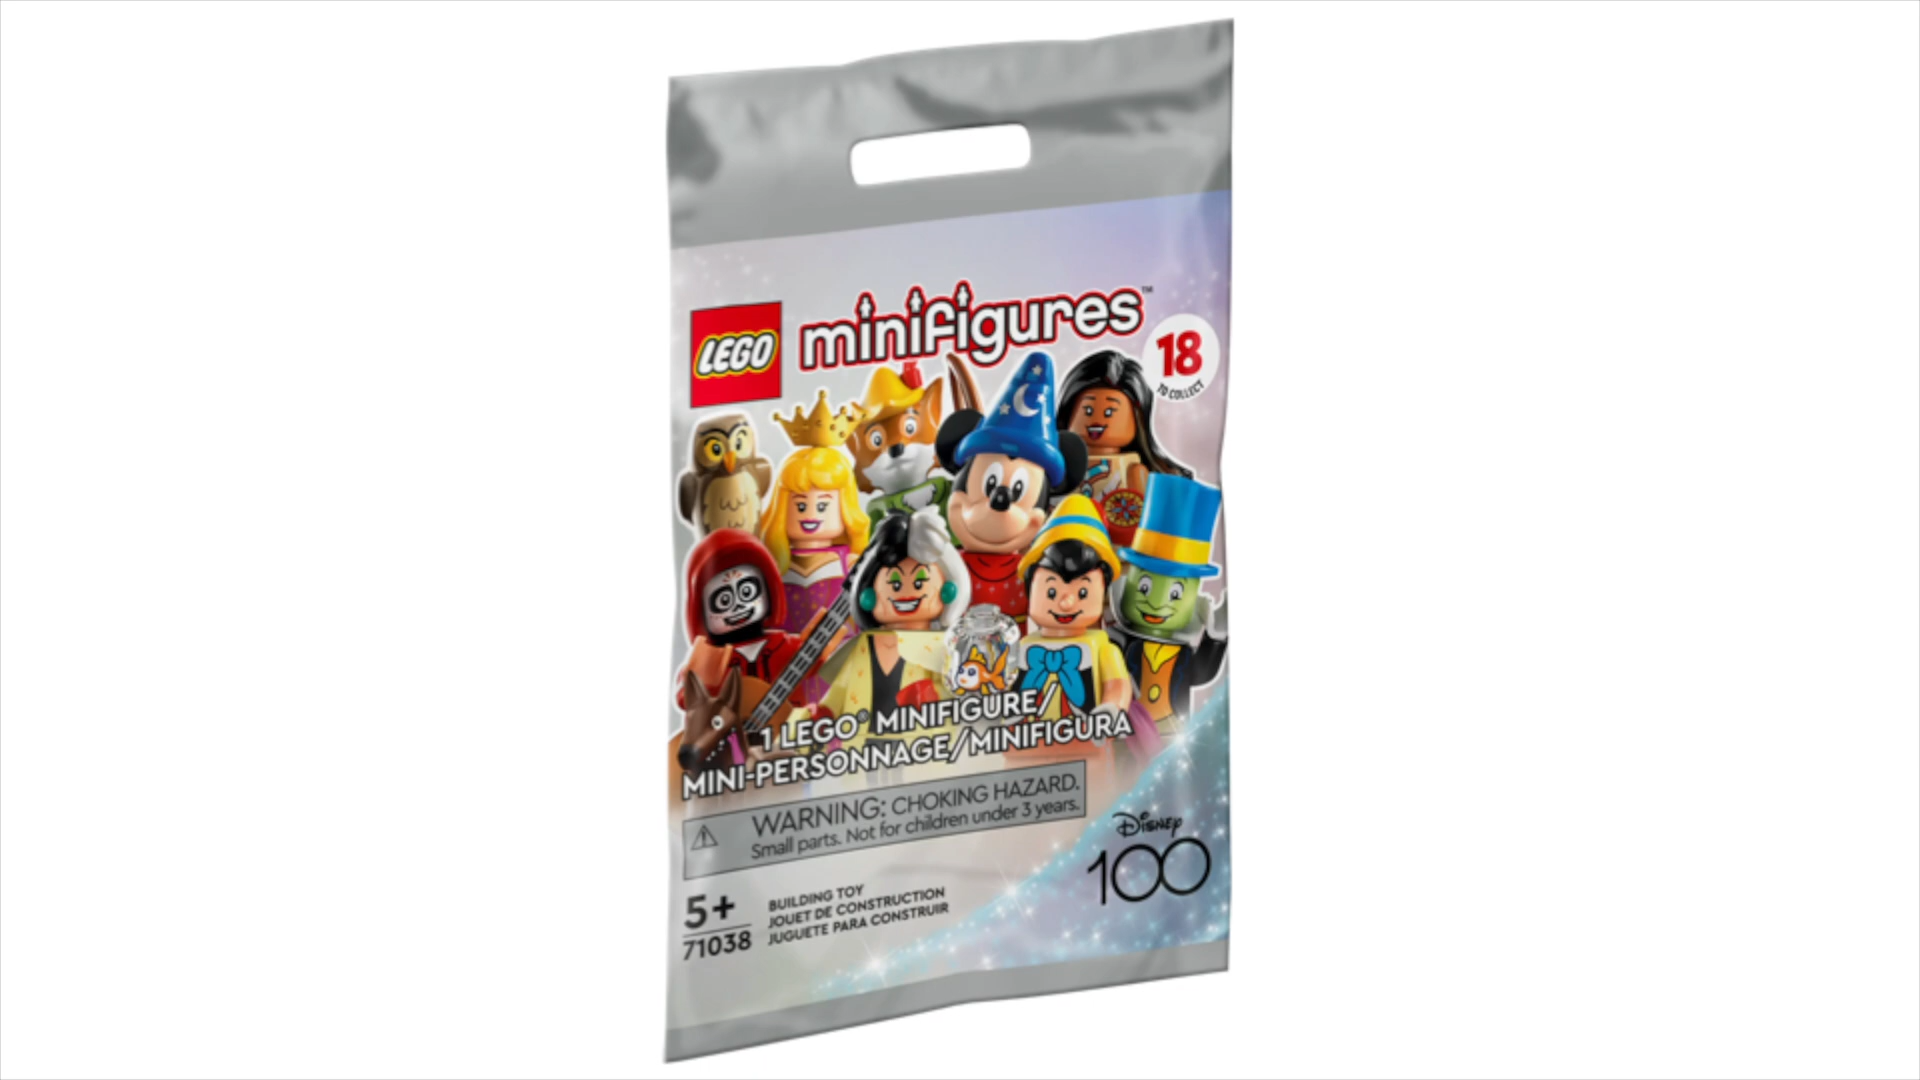 LEGO
minifigures™
18
TO COLLECT
1 LEGO® MINIFIGURE/
MINI-PERSONNAGE/MINIFIGURA
WARNING: CHOKING HAZARD.
Small parts. Not for children under 3 years.
Disney
100
5+
71038
BUILDING TOY
JOUET DE CONSTRUCTION
JUGUETE PARA CONSTRUIR